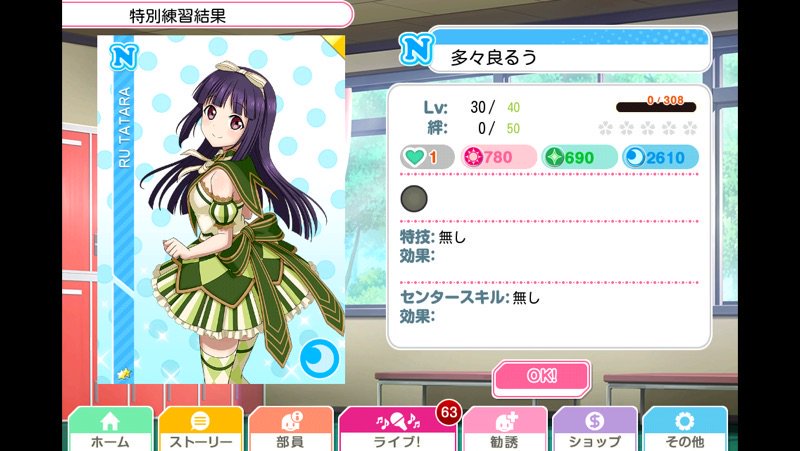 特別練習結果
N
RU TATARA
N
多々良るう
Lv: 30/ 40
0/308
絆: 0/ 50
1 780 690 2610
特技: 無し
効果:
センタースキル: 無し
効果:
OK!
63
ホーム
ストーリー
部員
ライブ!
勧誘
ショップ
その他